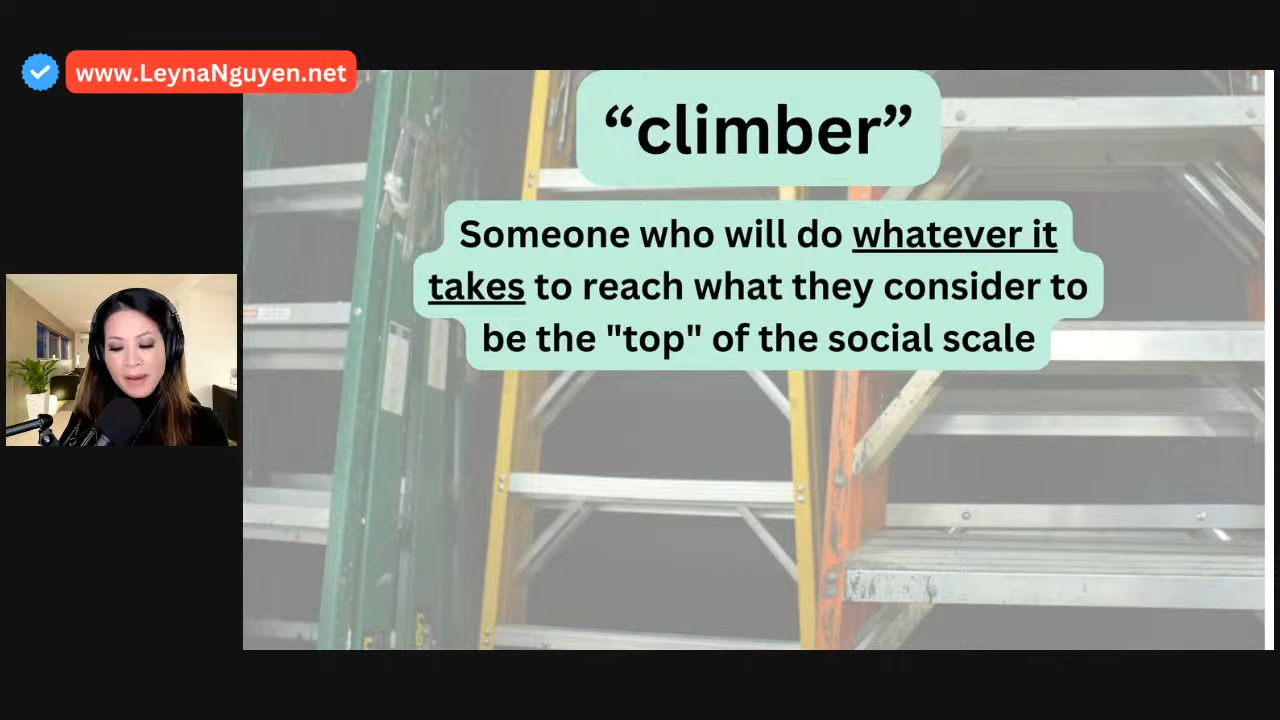 www.LeynaNguyen.net
“climber”
Someone who will do whatever it
takes to reach what they consider to
be the "top" of the social scale